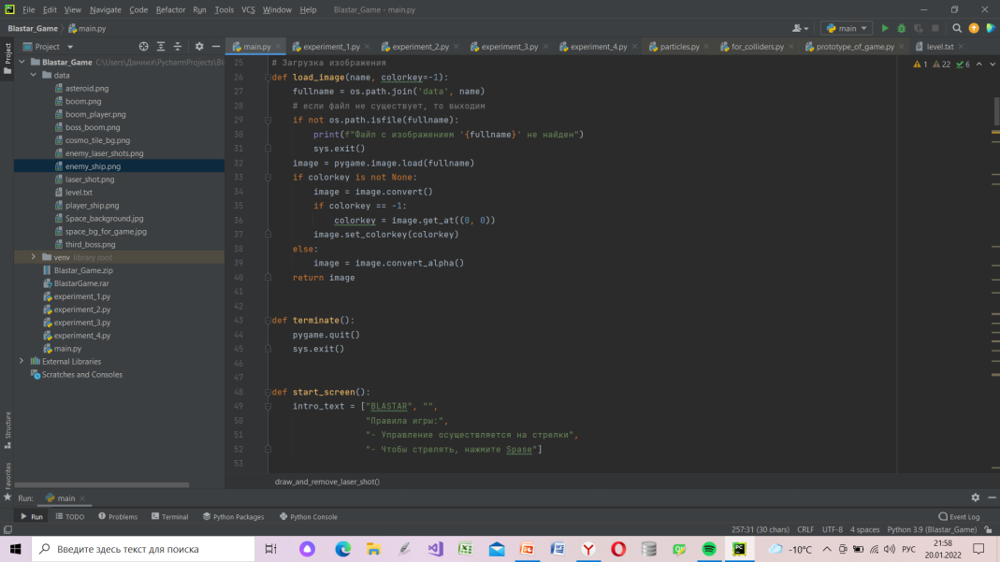 File Edit View Navigate Code Refactor Run Tools VCS Window Help Blastar_Game - main.py
Blastar_Game main.py
main
Project
main.py experiment_1.py experiment_2.py experiment_3.py experiment_4.py particles.py for_colliders.py prototype_of_game.py level.txt
Project
Blastar_Game C:\Users\Даниил\PycharmProjects\Bl
data
asteroid.png
boom.png
boom_player.png
boss_boom.png
cosmo_tile_bg.png
enemy_laser_shots.png
enemy_ship.png
laser_shot.png
level.txt
player_ship.png
Space_background.jpg
space_bg_for_game.jpg
third_boss.png
venv library root
Blastar_Game.zip
BlastarGame.rar
experiment_1.py
experiment_2.py
experiment_3.py
experiment_4.py
main.py
External Libraries
Scratches and Consoles
1 22 6
25 # Загрузка изображения
26 def load_image(name, colorkey=-1):
27 fullname = os.path.join('data', name)
28 # если файл не существует, то выходим
29 if not os.path.isfile(fullname):
30 print(f"Файл с изображением '{fullname}' не найден")
31 sys.exit()
32 image = pygame.image.load(fullname)
33 if colorkey is not None:
34 image = image.convert()
35 if colorkey == -1:
36 colorkey = image.get_at((0, 0))
37 image.set_colorkey(colorkey)
38 else:
39 image = image.convert_alpha()
40 return image
41
42
43 def terminate():
44 pygame.quit()
45 sys.exit()
46
47
48 def start_screen():
49 intro_text = ["BLASTAR", "",
50 "Правила игры:",
51 "- Управление осуществляется на стрелки",
52 "- Чтобы стрелять, нажмите Spase"]
53
draw_and_remove_laser_shot()
Structure
Favorites
Run: main
Run TODO Problems Terminal Python Packages Python Console Event Log
257:31 (30 chars) CRLF UTF-8 4 spaces Python 3.9 (Blastar_Game)
Введите здесь текст для поиска
-10°C РУС
21:58
20.01.2022